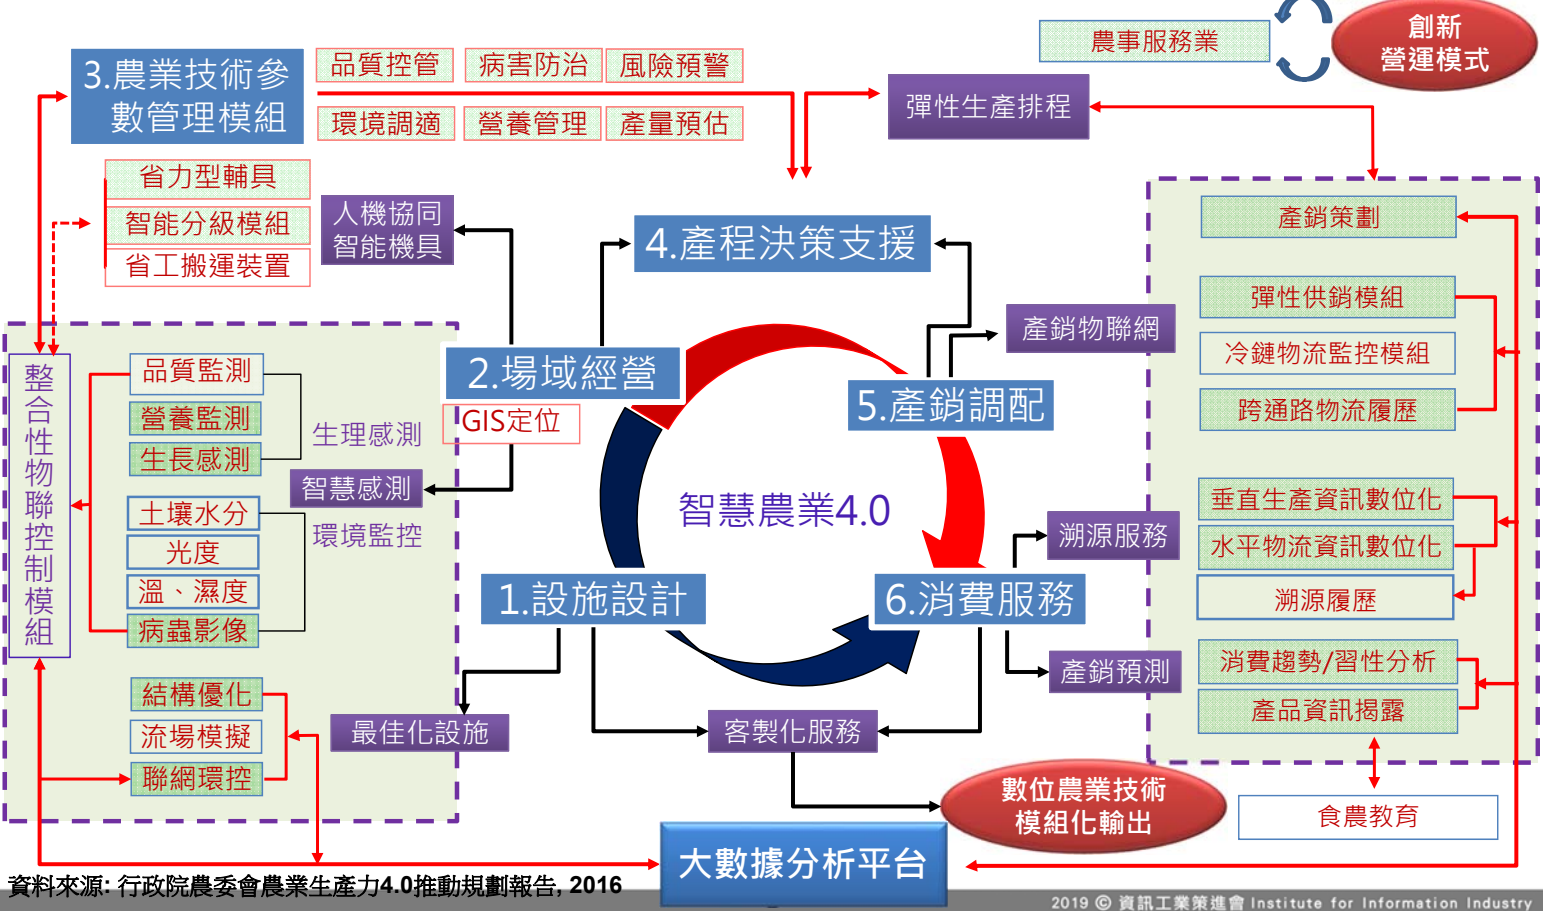 農事服務業
創新
營運模式
3.農業技術參
數管理模組
品質控管
病害防治
風險預警
環境調適
營養管理
產量預估
彈性生產排程
省力型輔具
智能分級模組
省工搬運裝置
人機協同
智能機具
4.產程決策支援
產銷物聯網
2.場域經營
GIS定位
5.產銷調配
智慧農業4.0
1.設施設計
6.消費服務
整合性物聯控制模組
品質監測
營養監測
生長感測
生理感測
智慧感測
環境監控
土壤水分
光度
溫、濕度
病蟲影像
結構優化
流場模擬
聯網環控
最佳化設施
客製化服務
溯源服務
產銷預測
數位農業技術
模組化輸出
產銷策劃
彈性供銷模組
冷鏈物流監控模組
跨通路物流履歷
垂直生產資訊數位化
水平物流資訊數位化
溯源履歷
消費趨勢/習性分析
產品資訊揭露
食農教育
大數據分析平台
資料來源: 行政院農委會農業生產力4.0推動規劃報告, 2016
2019 © 資訊工業策進會 Institute for Information Industry